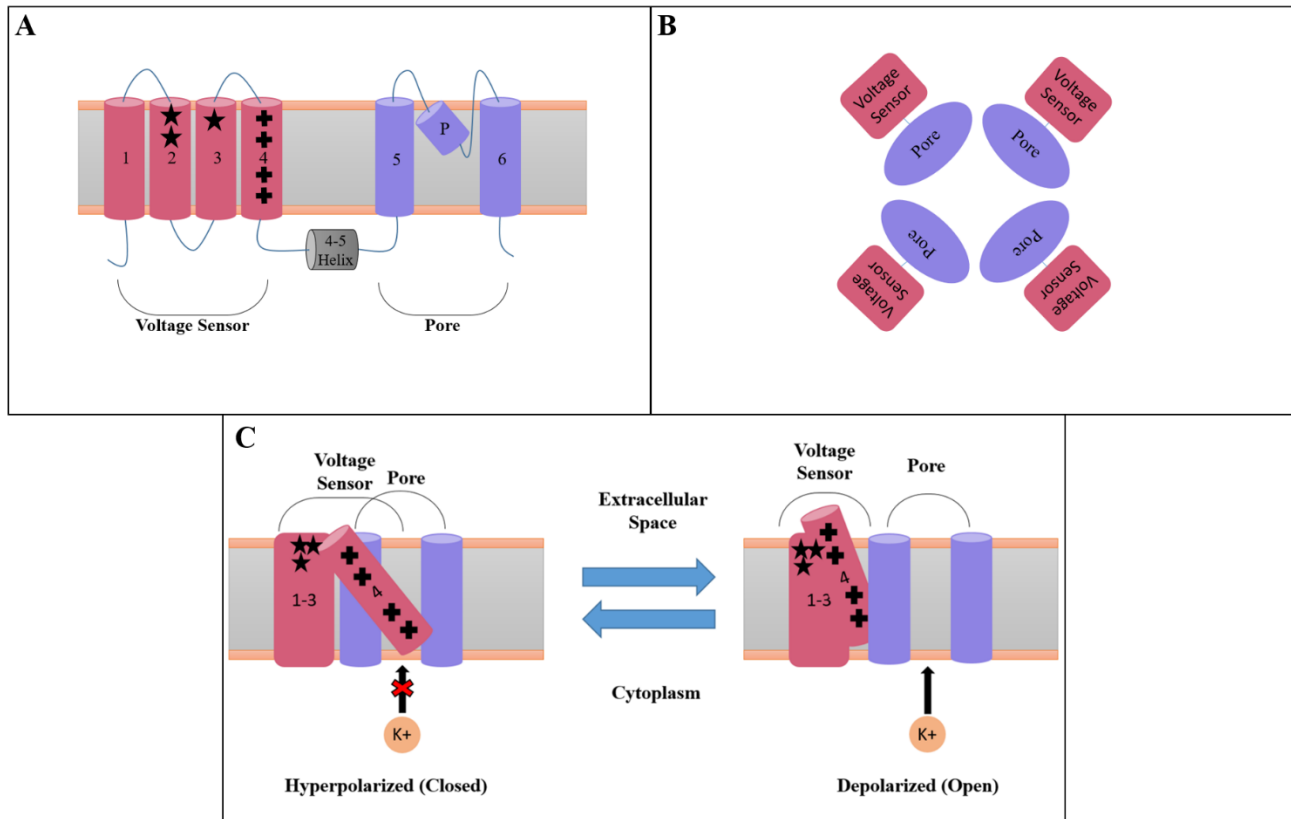 A
1
2
3
4
5
P
6
4-5
Helix
Voltage Sensor
Pore
B
Voltage
Sensor
Pore
Voltage
Sensor
Pore
Voltage
Sensor
Pore
Voltage
Sensor
Pore
C
Voltage
Sensor
Pore
1-3
4
K+
Hyperpolarized (Closed)
Extracellular
Space
Cytoplasm
Voltage
Sensor
Pore
1-3
4
K+
Depolarized (Open)